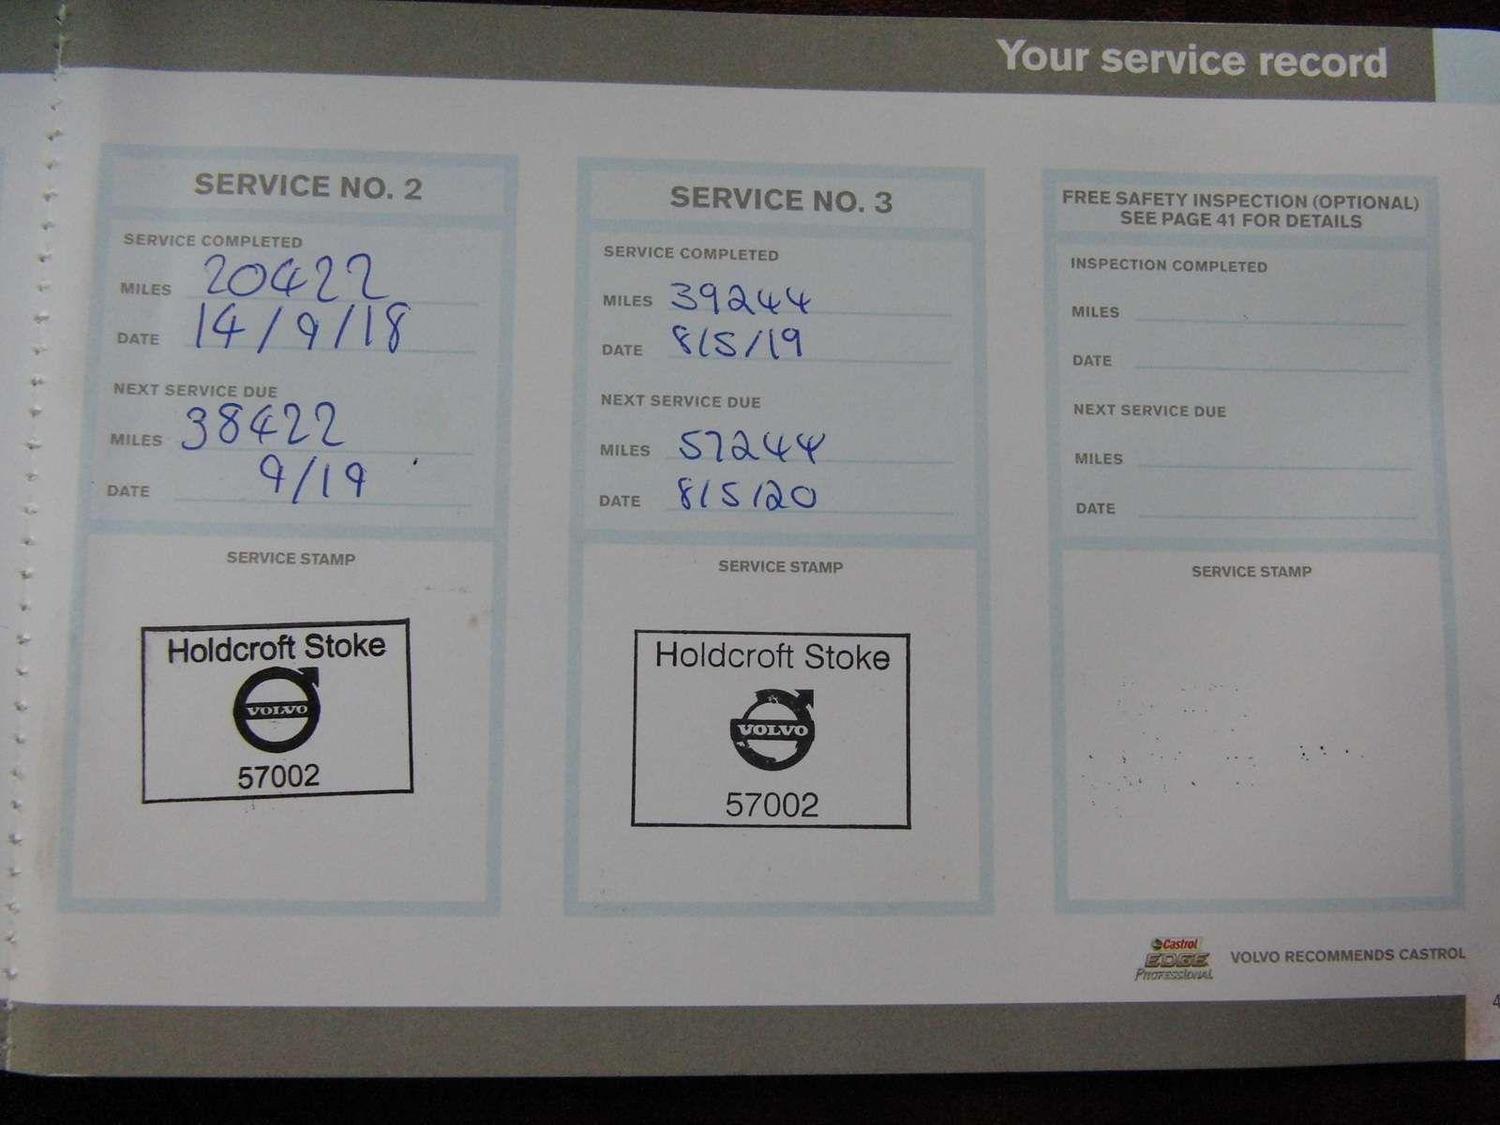 Your service record
SERVICE NO. 2
SERVICE COMPLETED
MILES 20422
DATE 14/9/18
NEXT SERVICE DUE
MILES 38422
DATE 9/19
SERVICE STAMP
Holdcroft Stoke
VOLVO
57002
SERVICE NO. 3
SERVICE COMPLETED
MILES 39244
DATE 8/5/19
NEXT SERVICE DUE
MILES 57244
DATE 8/5/20
SERVICE STAMP
Holdcroft Stoke
VOLVO
57002
FREE SAFETY INSPECTION (OPTIONAL)
SEE PAGE 41 FOR DETAILS
INSPECTION COMPLETED
MILES
DATE
NEXT SERVICE DUE
MILES
DATE
SERVICE STAMP
Castrol
EDGE
Professional
VOLVO RECOMMENDS CASTROL